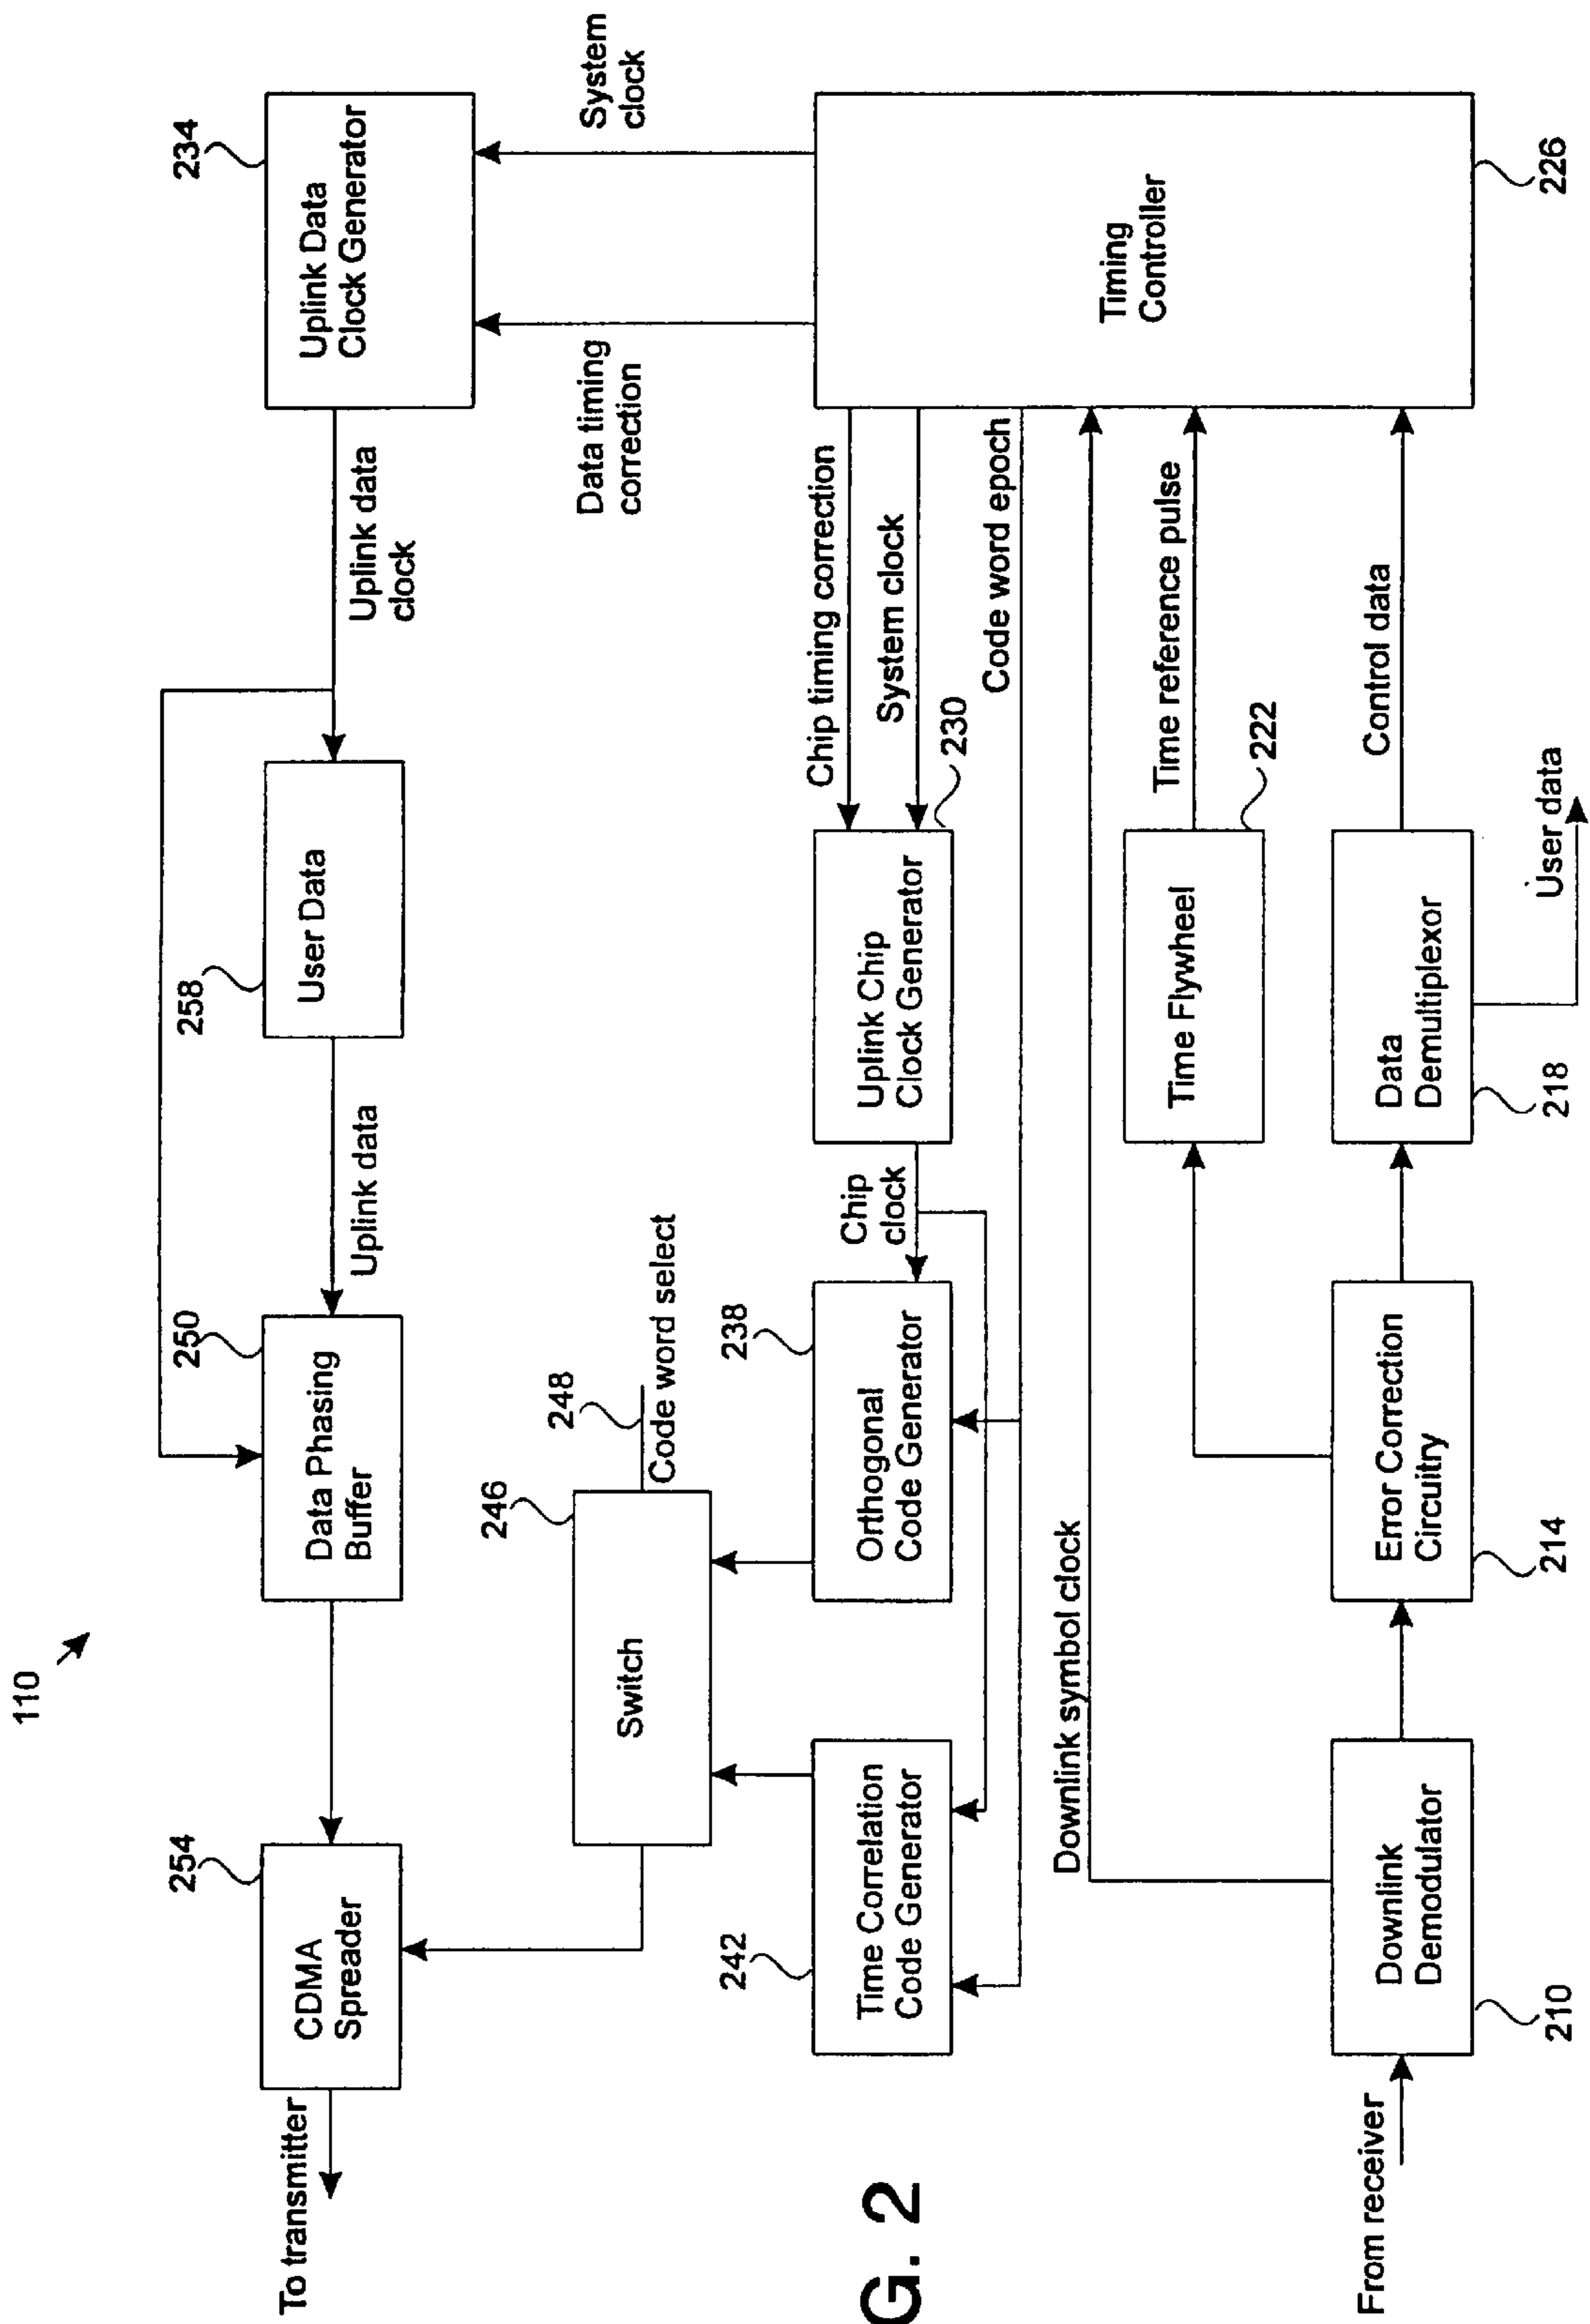 110
To transmitter
254
CDMA
Spreader
250
Data Phasing
Buffer
Uplink data
258
User Data
Uplink data
clock
234
Uplink Data
Clock Generator
246
Switch
248
Code word select
Data timing
correction
System
clock
242
Time Correlation
Code Generator
238
Orthogonal
Code Generator
Chip
clock
Uplink Chip
Clock Generator
230
Chip timing correction
System clock
Code word epoch
Timing
Controller
226
Downlink symbol clock
Time Flywheel
222
Time reference pulse
From receiver
Downlink
Demodulator
210
Error Correction
Circuitry
214
Data
Demultiplexor
218
Control data
User data
G. 2